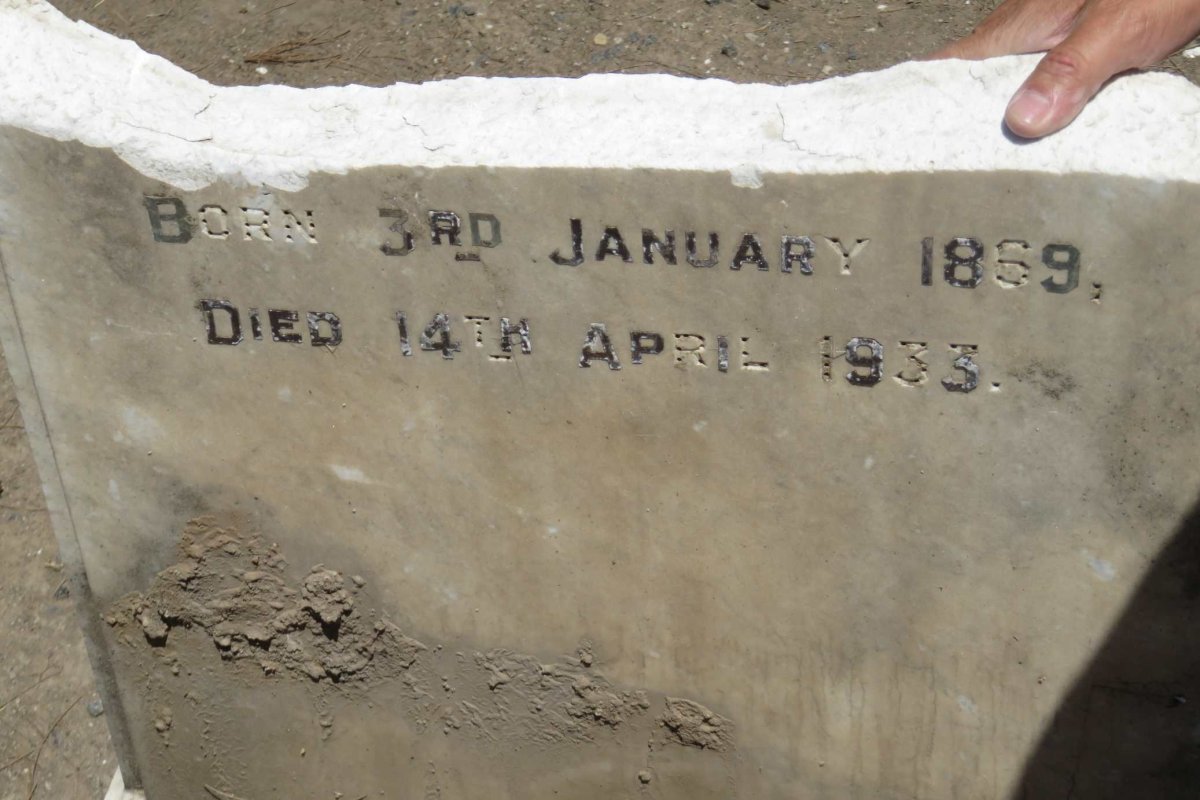 BORN 3RD JANUARY 1869,
DIED 14TH APRIL 1933.